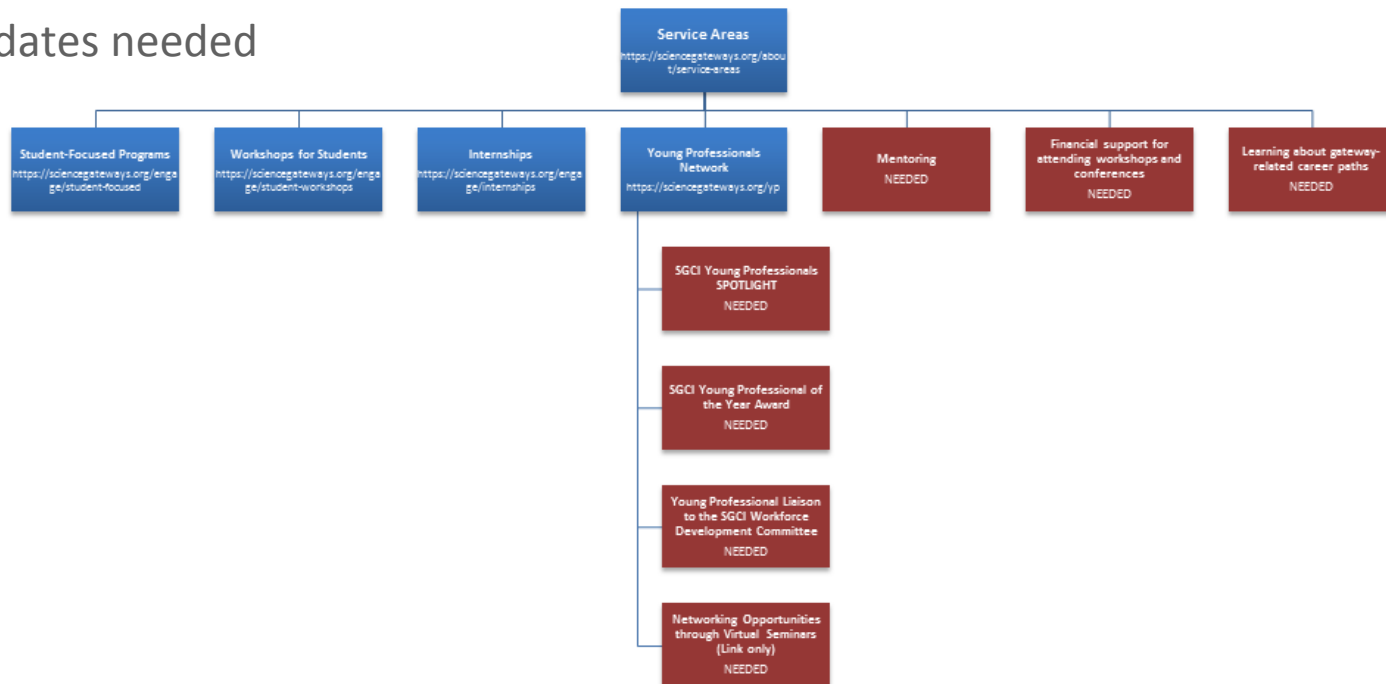 dates needed
Service Areas
https://sciencegateways.org/abou
t/service-areas
Student-Focused Programs
https://sciencegateways.org/enga
ge/student-focused
Workshops for Students
https://sciencegateways.org/enga
ge/student-workshops
Internships
https://sciencegateways.org/enga
ge/internships
Young Professionals
Network
https://sciencegateways.org/yp
Mentoring
NEEDED
Financial support for
attending workshops and
conferences
NEEDED
Learning about gateway-
related career paths
NEEDED
SGCI Young Professionals
SPOTLIGHT
NEEDED
SGCI Young Professional of
the Year Award
NEEDED
Young Professional Liaison
to the SGCI Workforce
Development Committee
NEEDED
Networking Opportunities
through Virtual Seminars
(Link only)
NEEDED